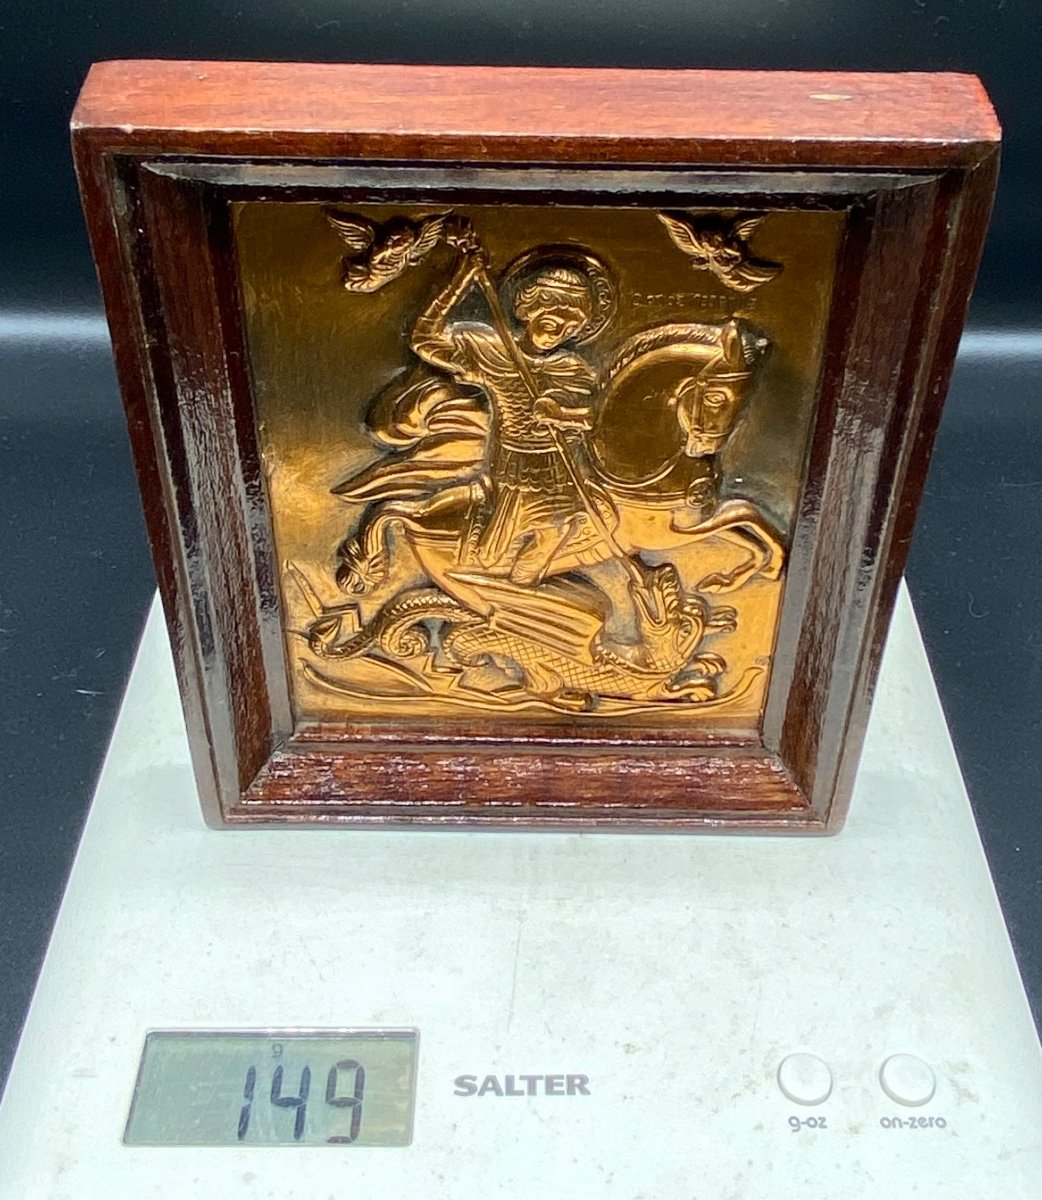 g
149
SALTER
g-oz
on-zero